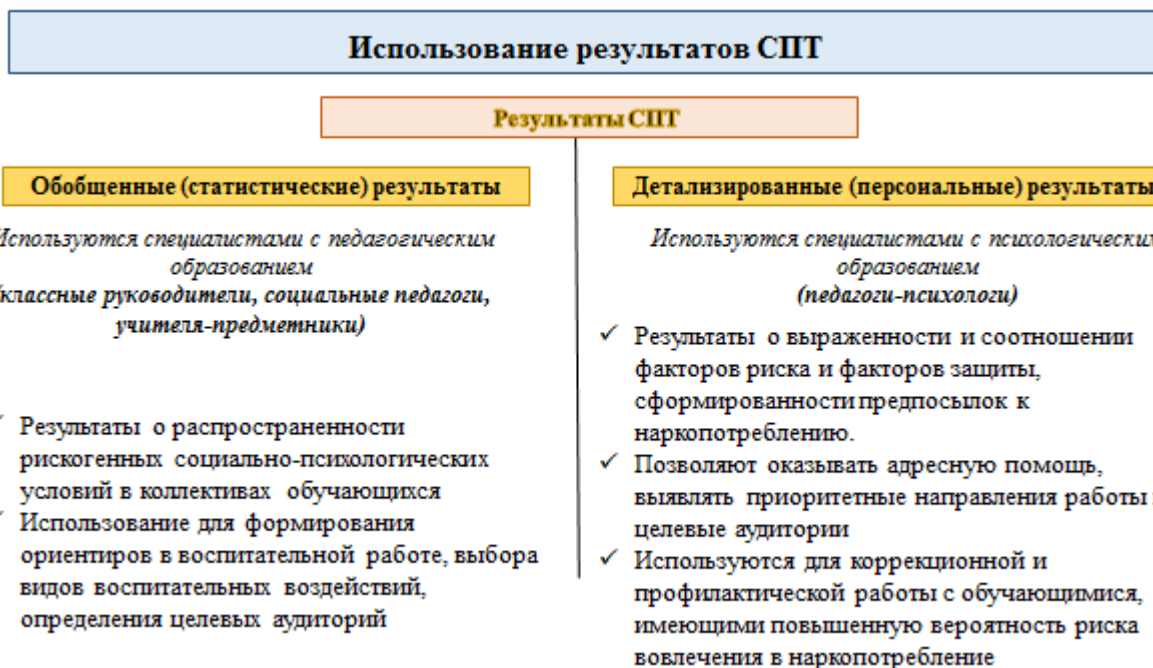 Использование результатов СПТ
Результаты СПТ
Обобщенные (статистические) результаты
Используются специалистами с педагогическим
образованием
(классные руководители, социальные педагоги,
учителя-предметники)
✓ Результаты о распространенности
рискогенных социально-психологических
условий в коллективах обучающихся
✓ Использование для формирования
ориентиров в воспитательной работе, выбора
видов воспитательных воздействий,
определения целевых аудиторий
Детализированные (персональные) результаты
Используются специалистами с психологическим
образованием
(педагоги-психологи)
✓ Результаты о выраженности и соотношении
факторов риска и факторов защиты,
сформированности предпосылок к
наркопотреблению.
✓ Позволяют оказывать адресную помощь,
выявлять приоритетные направления работы
целевые аудитории
✓ Используются для коррекционной и
профилактической работы с обучающимися,
имеющими повышенную вероятность риска
вовлечения в наркопотребление